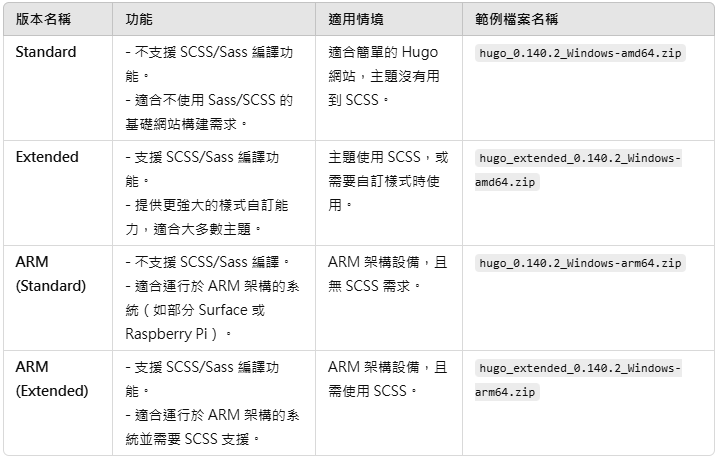 版本名稱
功能
適用情境
範例檔案名稱
Standard
- 不支援 SCSS/Sass 編譯功
能。
- 適合不使用 Sass/SCSS 的
基礎網站構建需求。
適合簡單的 Hugo
網站，主題沒有用
到 SCSS。
hugo_0.140.2_Windows-amd64.zip
Extended
- 支援 SCSS/Sass 編譯功
能。
- 提供更強大的樣式自訂能
力，適合大多數主題。
主題使用 SCSS，或
需要自訂樣式時使
用。
hugo_extended_0.140.2_Windows-
amd64.zip
ARM
(Standard)
- 不支援 SCSS/Sass 編譯。
- 適合運行於 ARM 架構的系
統（如部分 Surface 或
Raspberry Pi）。
ARM 架構設備，且
無 SCSS 需求。
hugo_0.140.2_Windows-arm64.zip
ARM
(Extended)
- 支援 SCSS/Sass 編譯功
能。
- 適合運行於 ARM 架構的系
統並需要 SCSS 支援。
ARM 架構設備，且
需使用 SCSS。
hugo_extended_0.140.2_Windows-
arm64.zip